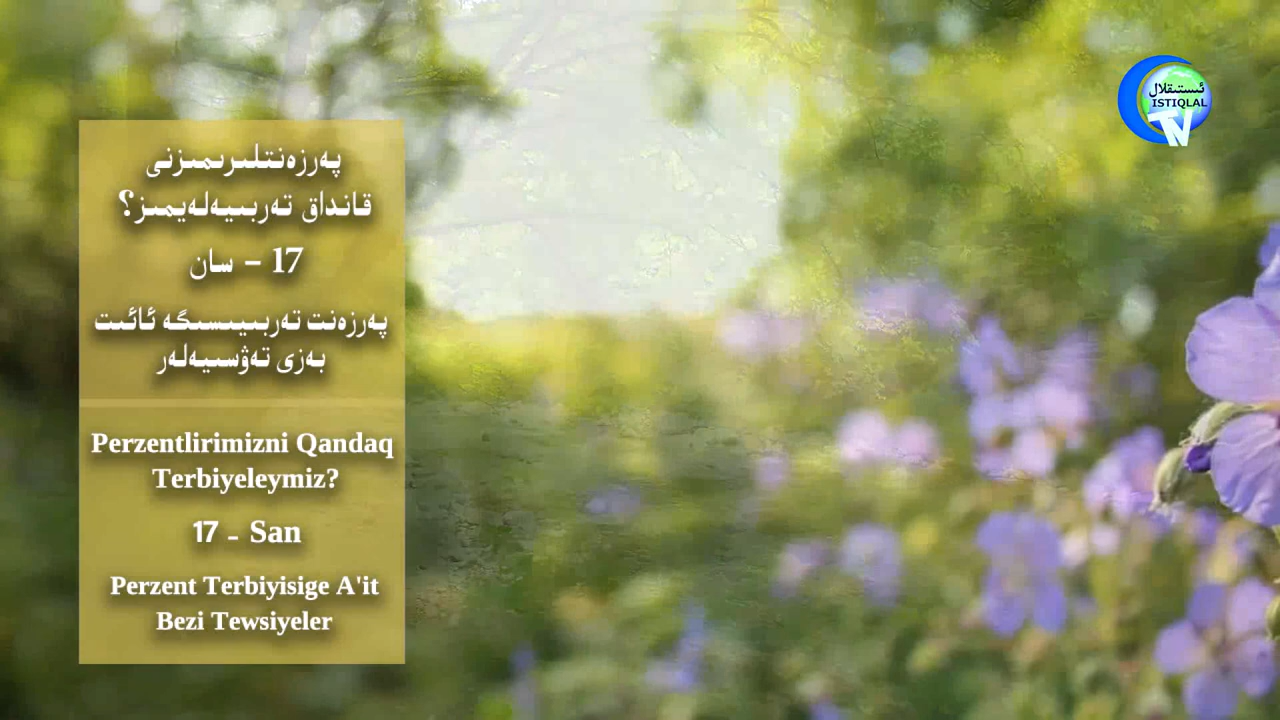 پەرزەنتلىرىمىزنى
قانداق تەربىيەلەيمىز؟
17 - سان
پەرزەنت تەربىيىسىگە ئائىت
بەزى تەۋسىيەلەر
Perzentlirimizni Qandaq
Terbiyeleymiz?
17 - San
Perzent Terbiyisige A'it
Bezi Tewsiyeler
ئىستىقلال
ISTIQLAL
TV